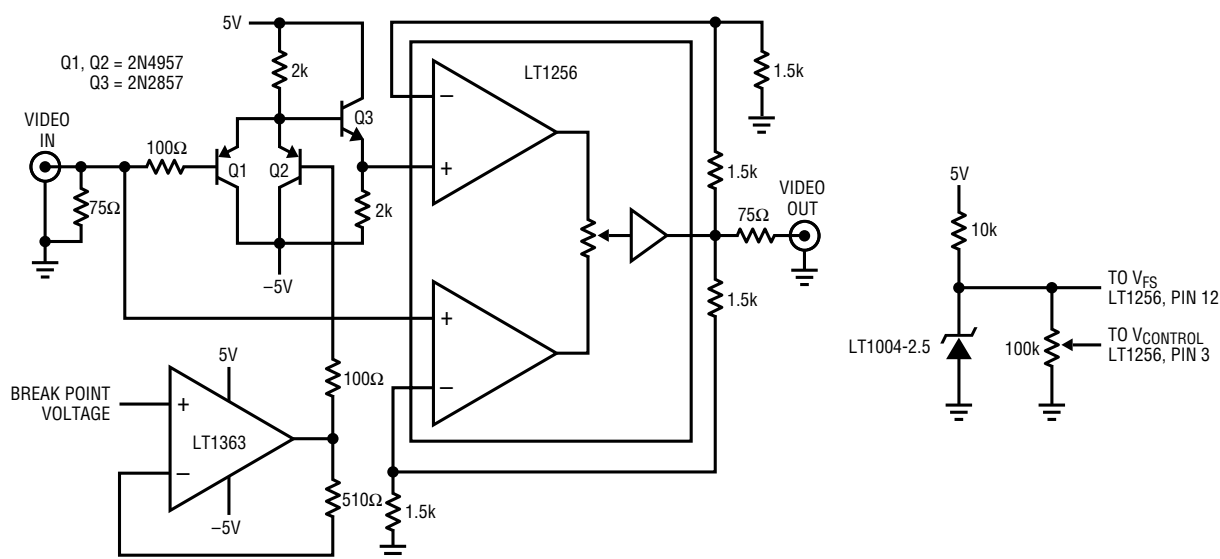 5V
Q1, Q2 = 2N4957
Q3 = 2N2857
2k
LT1256
1.5k
VIDEO
IN
100Ω
Q1
Q2
Q3
−
+
75Ω
2k
1.5k
75Ω
VIDEO
OUT
−5V
1.5k
+
−
5V
10k
TO VFS
LT1256, PIN 12
LT1004-2.5
100k
TO VCONTROL
LT1256, PIN 3
5V
100Ω
BREAK POINT
VOLTAGE
+
LT1363
−
−5V
510Ω
1.5k